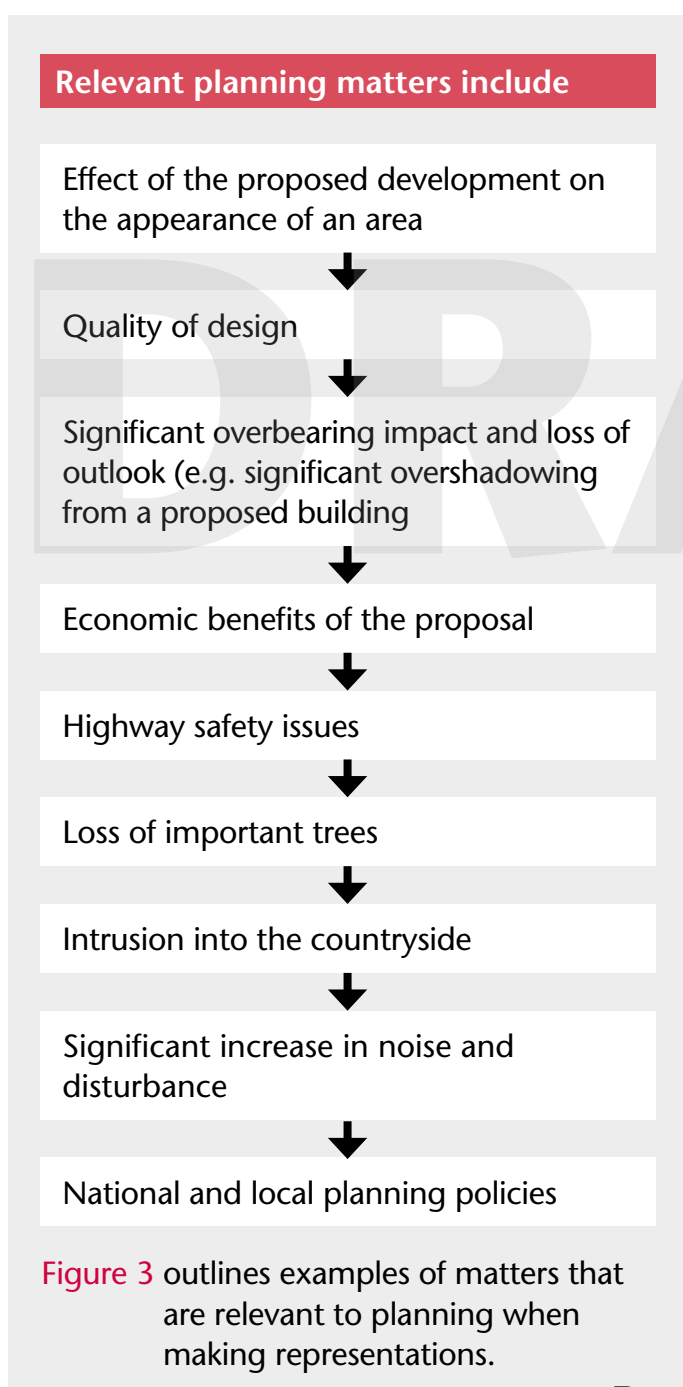 Relevant planning matters include
Effect of the proposed development on
the appearance of an area
Quality of design
Significant overbearing impact and loss of
outlook (e.g. significant overshadowing
from a proposed building
Economic benefits of the proposal
Highway safety issues
Loss of important trees
Intrusion into the countryside
Significant increase in noise and
disturbance
National and local planning policies
Figure 3 outlines examples of matters that
are relevant to planning when
making representations.